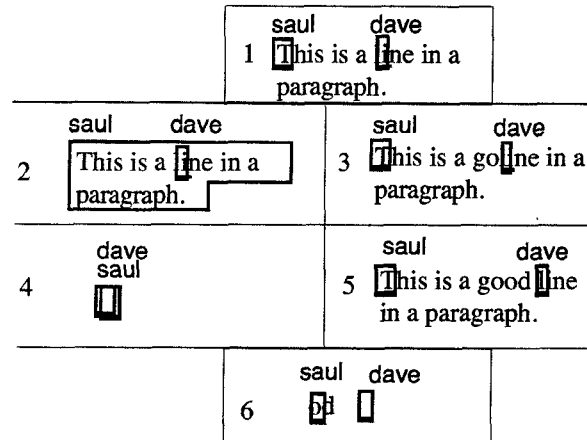 saul dave
1 This is a line in a
paragraph.
saul dave
2 This is a line in a
paragraph.
saul dave
3 This is a go line in a
paragraph.
dave
saul
4
saul dave
5 This is a good line
in a paragraph.
saul dave
6 od